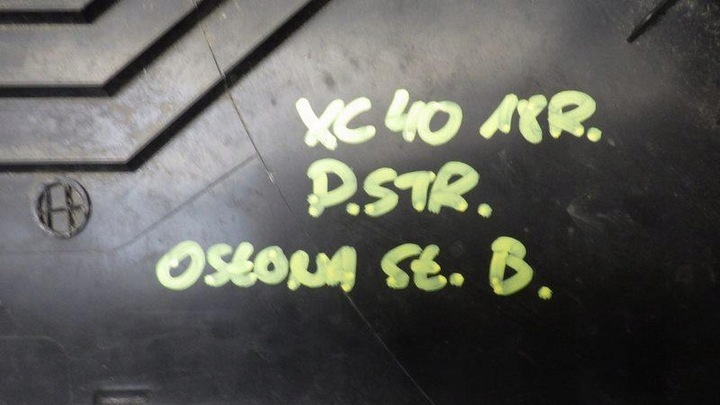 XC40 18R.
P.STR.
OSŁONA SŁ. B.
H